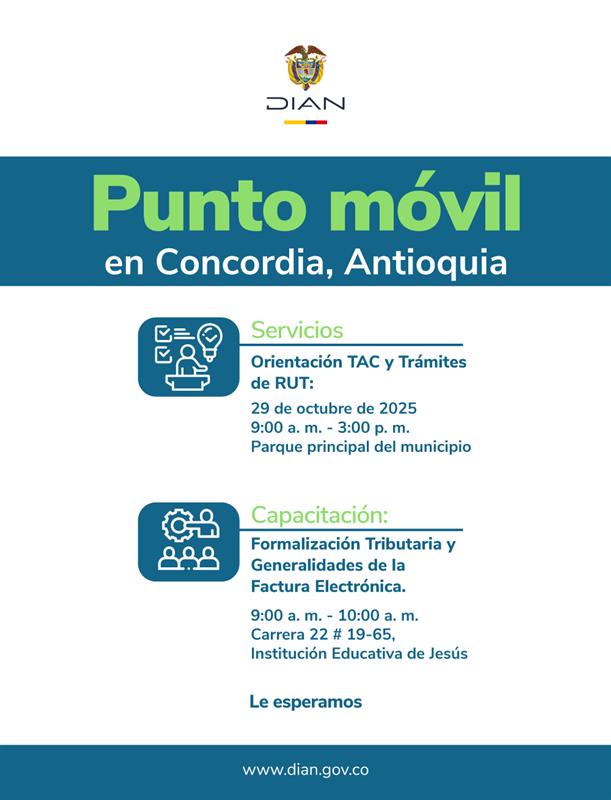 DIAN
Punto móvil
en Concordia, Antioquia
Servicios
Orientación TAC y Trámites
de RUT:
29 de octubre de 2025
9:00 a. m. - 3:00 p. m.
Parque principal del municipio
Capacitación:
Formalización Tributaria y
Generalidades de la
Factura Electrónica.
9:00 a. m. - 10:00 a. m.
Carrera 22 # 19-65,
Institución Educativa de Jesús
Le esperamos
www.dian.gov.co